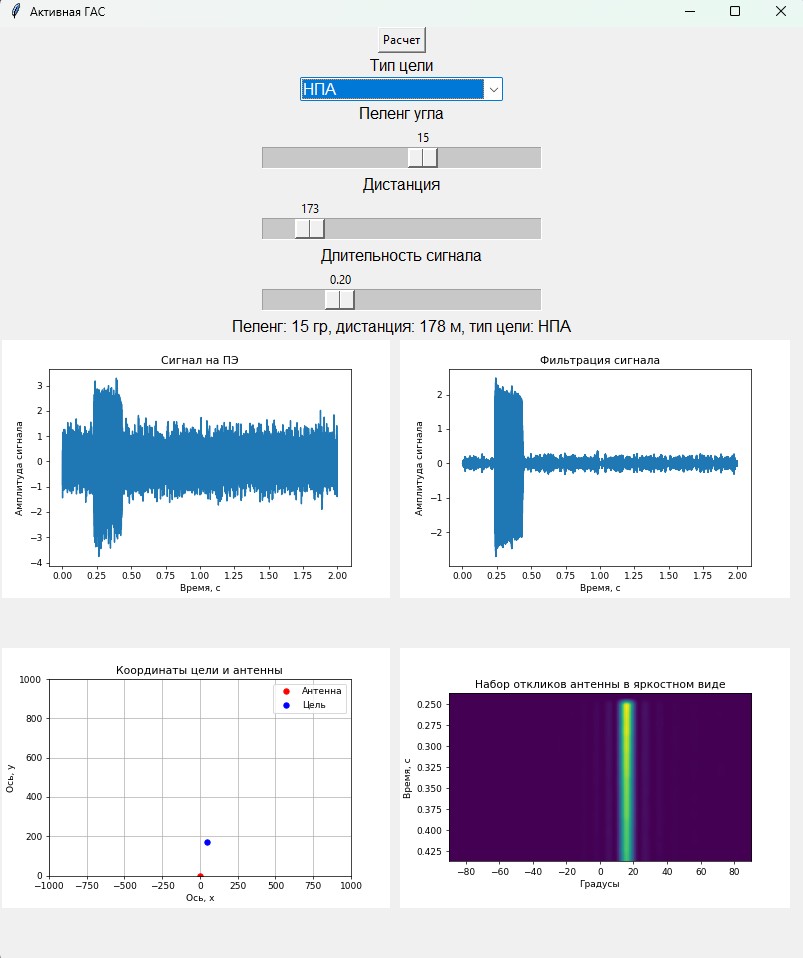 Активная ГАС
Расчет
Тип цели
НПА
Пеленг угла
15
Дистанция
173
Длительность сигнала
0.20
Пеленг: 15 гр, дистанция: 178 м, тип цели: НПА
Сигнал на ПЭ
Амплитуда сигнала
3
2
1
0
−1
−2
−3
−4
0.00 0.25 0.50 0.75 1.00 1.25 1.50 1.75 2.00
Время, с
Фильтрация сигнала
Амплитуда сигнала
2
1
0
−1
−2
0.00 0.25 0.50 0.75 1.00 1.25 1.50 1.75 2.00
Время, с
Координаты цели и антенны
Антенна
Цель
Ось, y
1000
800
600
400
200
0
−1000 −750 −500 −250 0 250 500 750 1000
Ось, x
Набор откликов антенны в яркостном виде
Время, с
0.250
0.275
0.300
0.325
0.350
0.375
0.400
0.425
−80 −60 −40 −20 0 20 40 60 80
Градусы